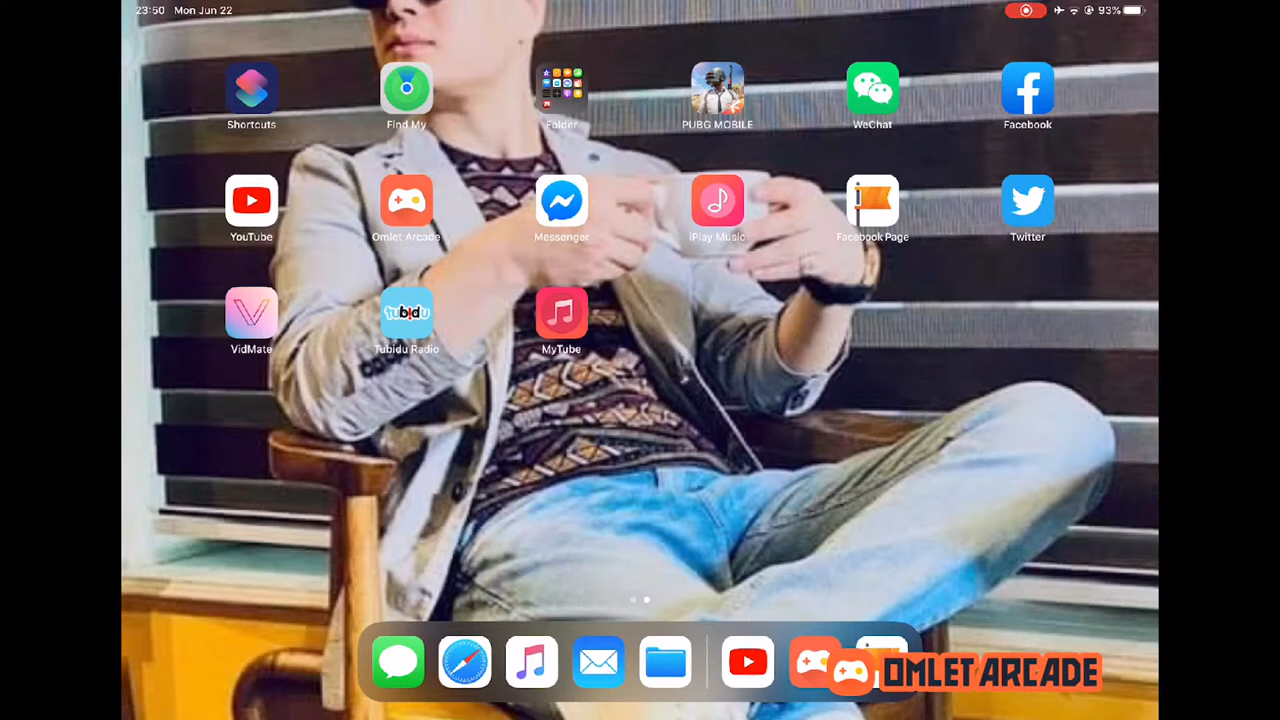 23:50 Mon Jun 22
93%
Shortcuts
Find My
Folder
PUBG MOBILE
WeChat
Facebook
YouTube
Omlet Arcade
Messenger
iPlay Music
Facebook Page
Twitter
VidMate
tubidu
Tubidu Radio
MyTube
OMLET ARCADE